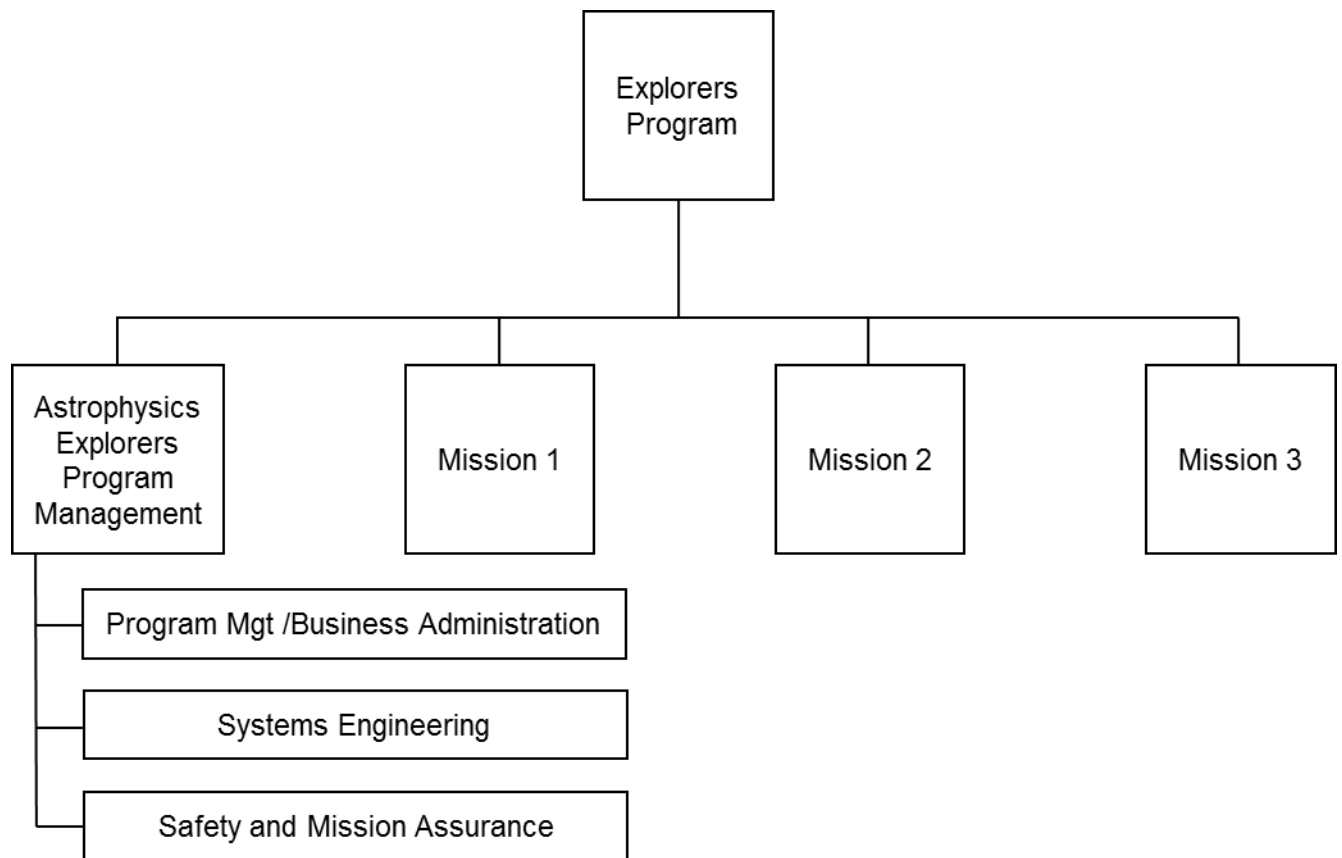 Explorers
Program
Astrophysics
Explorers
Program
Management
Mission 1
Mission 2
Mission 3
Program Mgt /Business Administration
Systems Engineering
Safety and Mission Assurance